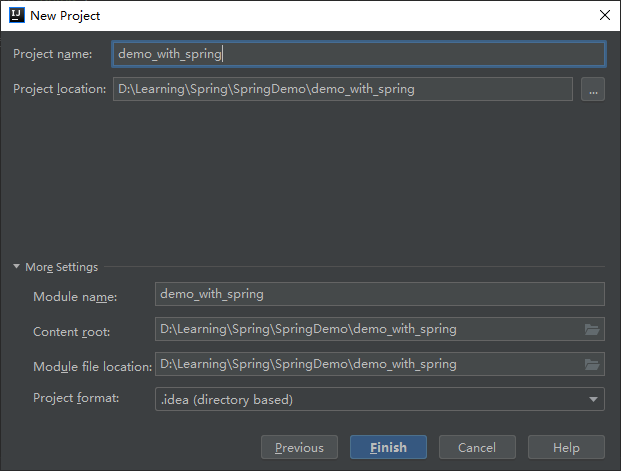 IJ New Project
Project name: demo_with_spring
Project location: D:\Learning\Spring\SpringDemo\demo_with_spring ...
More Settings
Module name: demo_with_spring
Content root: D:\Learning\Spring\SpringDemo\demo_with_spring
Module file location: D:\Learning\Spring\SpringDemo\demo_with_spring
Project format: .idea (directory based)
Previous Finish Cancel Help